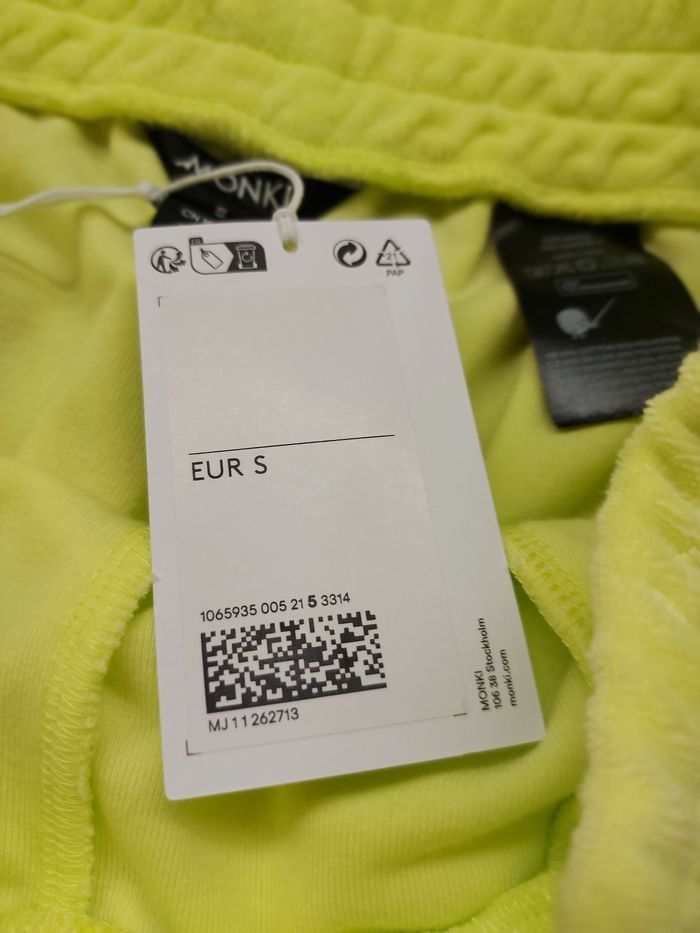 MONKI
S
21
PAP
EUR S
1065935 005 21 5 3314
MJ 11 262713
MONKI
106 38 Stockholm
monki.com